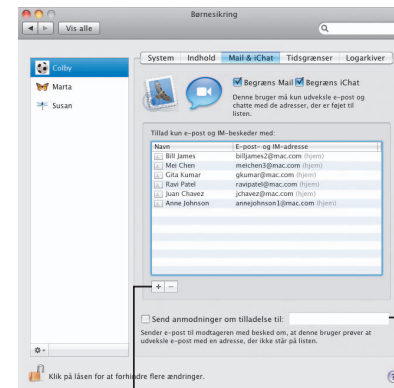 Børnesikring
Vis alle
System Indhold Mail & iChat Tidsgrænser Logarkiver
Colby
Marta
Susan
Begræns Mail Begræns iChat
Denne bruger må kun udveksle e-post og
chatte med de adresser, der er føjet til
listen.
Tillad kun e-post og IM-beskeder med:
Navn E-post- og IM-adresse
Bill James billjames2@mac.com (hjem)
Mei Chen meichen3@mac.com (hjem)
Gita Kumar gkumar@mac.com (hjem)
Ravi Patel ravipatel@mac.com (hjem)
Juan Chavez jchavez@mac.com (hjem)
Anne Johnson annejohnson1@mac.com (hjem)
+ −
Send anmodninger om tilladelse til:
Sender e-post til modtageren med besked om, at denne bruger prøver at
udveksle e-post med en adresse, der ikke står på listen.
Klik på låsen for at forhindre flere ændringer.
?